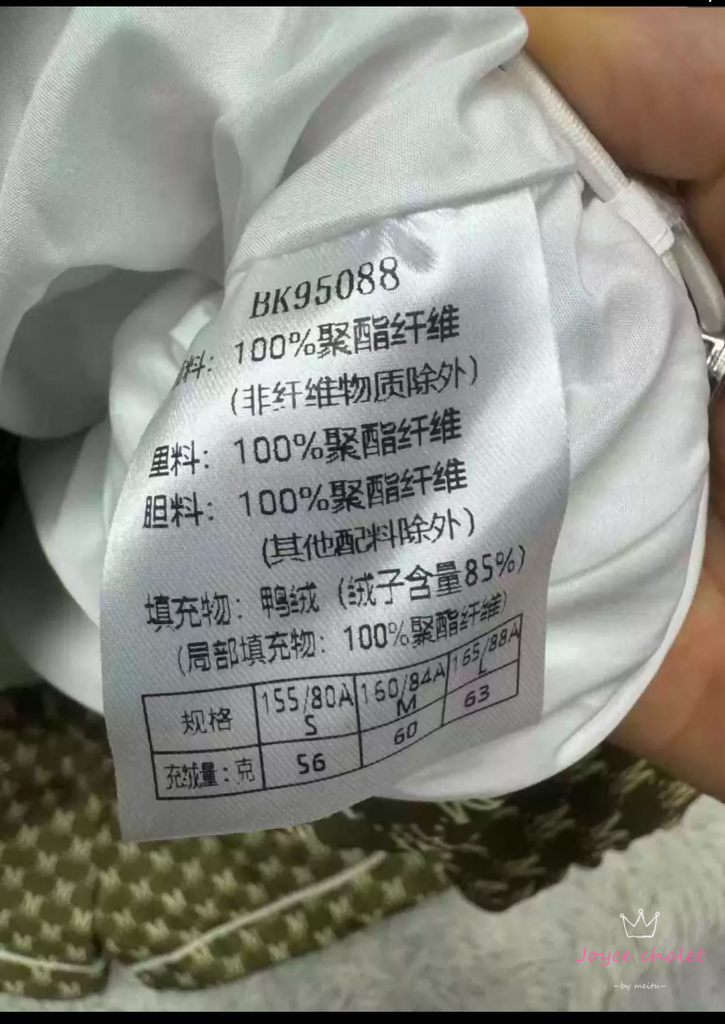 BK95088
料: 100%聚酯纤维
(非纤维物质除外)
里料: 100%聚酯纤维
胆料: 100%聚酯纤维
(其他配料除外)
填充物: 鸭绒 (绒子含量85%)
(局部填充物: 100%聚酯纤维)
规格 155/80A S 160/84A M 165/88A L
充绒量:克 56 60 63
Joyce chalet
~by meitu~